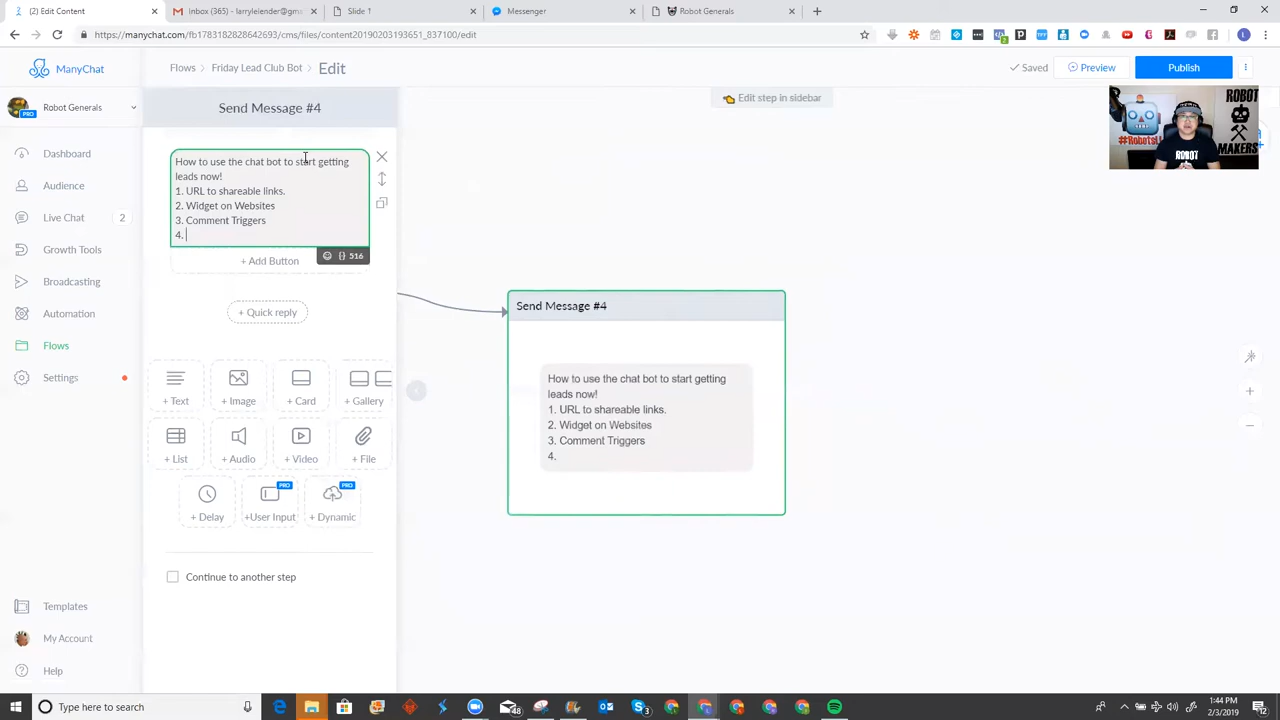 Edit Content
Inbox (365) - larryleiender@gm
Slide 1
Messenger
Robot Generals
https://manychat.com/fb1783182828642693/cms/files/content20190203193651_837100/edit
ManyChat
Flows > Friday Lead Club Bot > Edit
Saved
Preview
Publish
Robot Generals
PRO
Send Message #4
Edit step in sidebar
ROBOT
MAKERS
ROBOT
Dashboard
Audience
Live Chat 2
Growth Tools
Broadcasting
Automation
Flows
Settings
Templates
My Account
Help
How to use the chat bot to start getting
leads now!
1. URL to shareable links.
2. Widget on Websites
3. Comment Triggers
4.
{} 516
+ Add Button
+ Quick reply
+ Text
+ Image
+ Card
+ Gallery
+ List
+ Audio
+ Video
+ File
PRO
PRO
+ Delay
+User Input
+ Dynamic
Continue to another step
Send Message #4
How to use the chat bot to start getting
leads now!
1. URL to shareable links.
2. Widget on Websites
3. Comment Triggers
4.
Type here to search
48
1:44 PM
2/3/2019